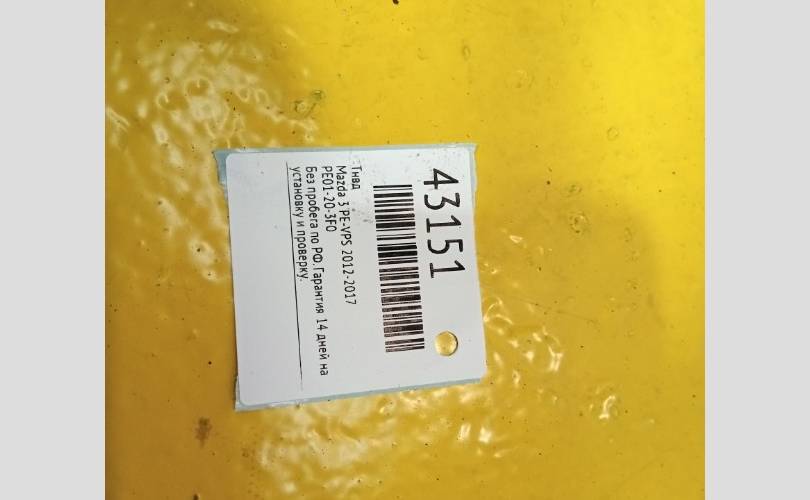 43151
Тнвд
Mazda 3 PE-VPS 2012-2017
PE01-20-3F0
Без пробега по РФ. Гарантия 14 дней на
установку и проверку.